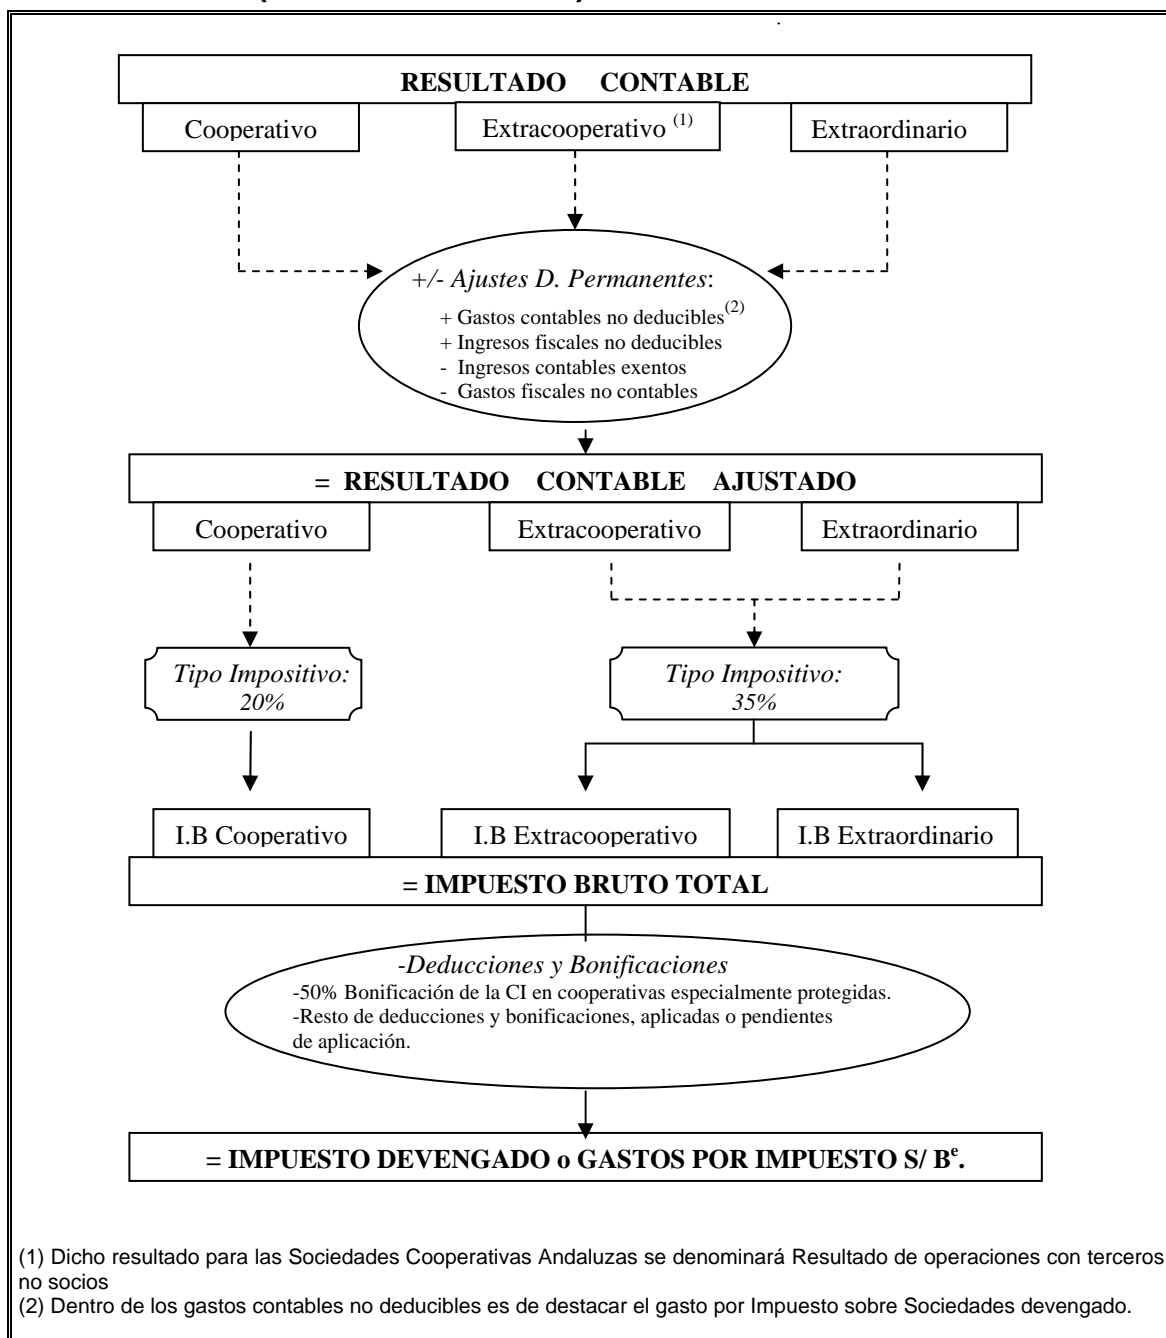 RESULTADO CONTABLE
Cooperativo
Extracooperativo (1)
Extraordinario
+/- Ajustes D. Permanentes:
+ Gastos contables no deducibles(2)
+ Ingresos fiscales no deducibles
- Ingresos contables exentos
- Gastos fiscales no contables
= RESULTADO CONTABLE AJUSTADO
Cooperativo
Extracooperativo
Extraordinario
Tipo Impositivo:
20%
Tipo Impositivo:
35%
I.B Cooperativo
I.B Extracooperativo
I.B Extraordinario
= IMPUESTO BRUTO TOTAL
-Deducciones y Bonificaciones
-50% Bonificación de la CI en cooperativas especialmente protegidas.
-Resto de deducciones y bonificaciones, aplicadas o pendientes
de aplicación.
= IMPUESTO DEVENGADO o GASTOS POR IMPUESTO S/ Be.
(1) Dicho resultado para las Sociedades Cooperativas Andaluzas se denominará Resultado de operaciones con terceros
no socios
(2) Dentro de los gastos contables no deducibles es de destacar el gasto por Impuesto sobre Sociedades devengado.